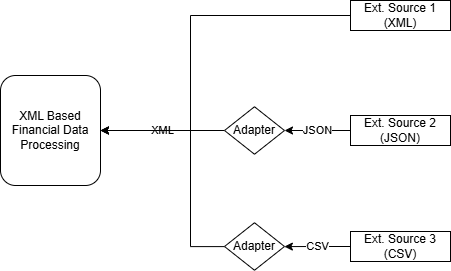 Ext. Source 1
(XML)
XML Based
Financial Data
Processing
XML
Adapter
JSON
Ext. Source 2
(JSON)
Adapter
CSV
Ext. Source 3
(CSV)